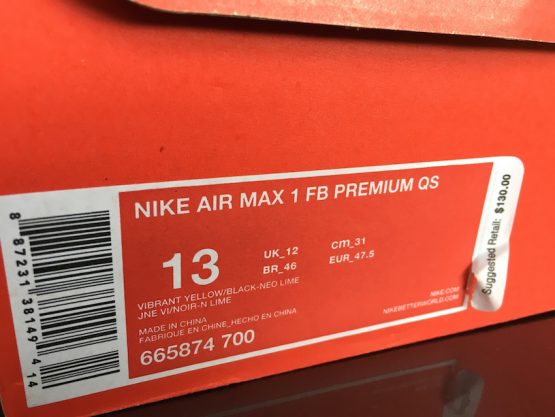 NIKE AIR MAX 1 FB PREMIUM QS
13
UK_12
cm_31
BR_46
EUR_47.5
VIBRANT YELLOW/BLACK-NEO LIME
JNE VI/NOIR-N LIME
MADE IN CHINA
FABRIQUE EN CHINE_HECHO EN CHINA
665874 700
NIKE.COM
NIKEBETTERWORLD.COM
Suggested Retail: $130.00
8 87231 38149 4 14